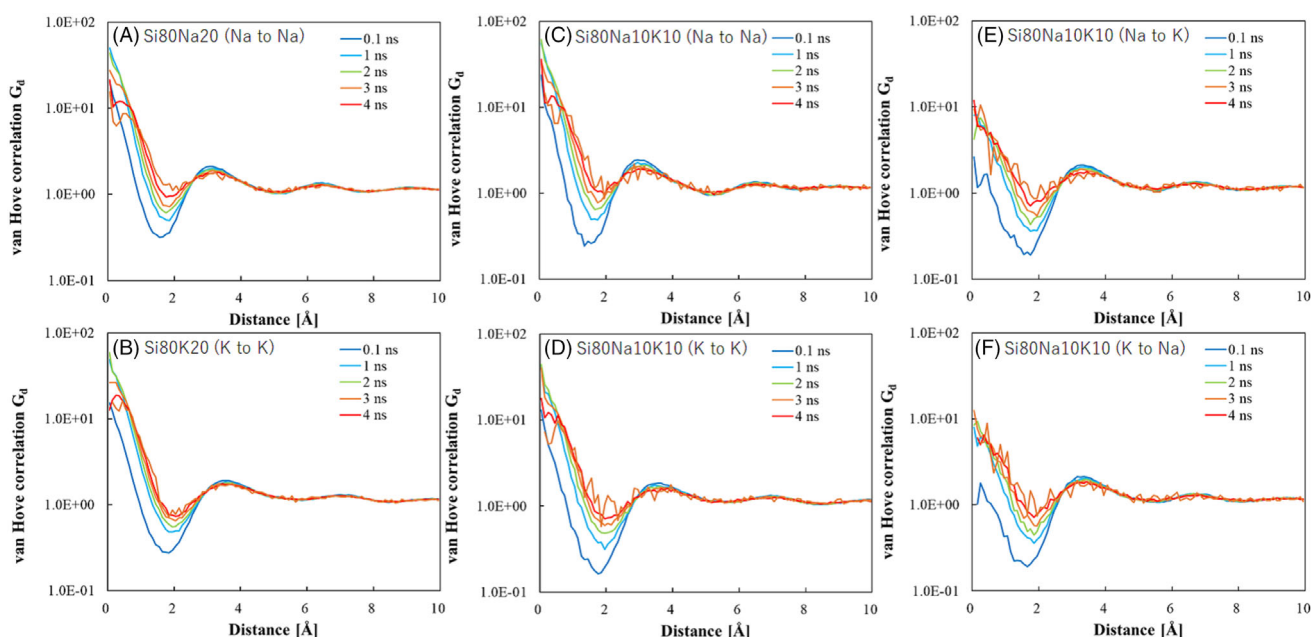 (A) Si80Na20 (Na to Na)
van Hove correlation G_d
1.0E+02
1.0E+01
1.0E+00
1.0E-01
0.1 ns
1 ns
2 ns
3 ns
4 ns
0 2 4 6 8 10
Distance [Å]
(C) Si80Na10K10 (Na to Na)
van Hove correlation G_d
1.0E+02
1.0E+01
1.0E+00
1.0E-01
0.1 ns
1 ns
2 ns
3 ns
4 ns
0 2 4 6 8 10
Distance [Å]
(E) Si80Na10K10 (Na to K)
van Hove correlation G_d
1.0E+02
1.0E+01
1.0E+00
1.0E-01
0.1 ns
1 ns
2 ns
3 ns
4 ns
0 2 4 6 8 10
Distance [Å]
(B) Si80K20 (K to K)
van Hove correlation G_d
1.0E+02
1.0E+01
1.0E+00
1.0E-01
0.1 ns
1 ns
2 ns
3 ns
4 ns
0 2 4 6 8 10
Distance [Å]
(D) Si80Na10K10 (K to K)
van Hove correlation G_d
1.0E+02
1.0E+01
1.0E+00
1.0E-01
0.1 ns
1 ns
2 ns
3 ns
4 ns
0 2 4 6 8 10
Distance [Å]
(F) Si80Na10K10 (K to Na)
van Hove correlation G_d
1.0E+02
1.0E+01
1.0E+00
1.0E-01
0.1 ns
1 ns
2 ns
3 ns
4 ns
0 2 4 6 8 10
Distance [Å]